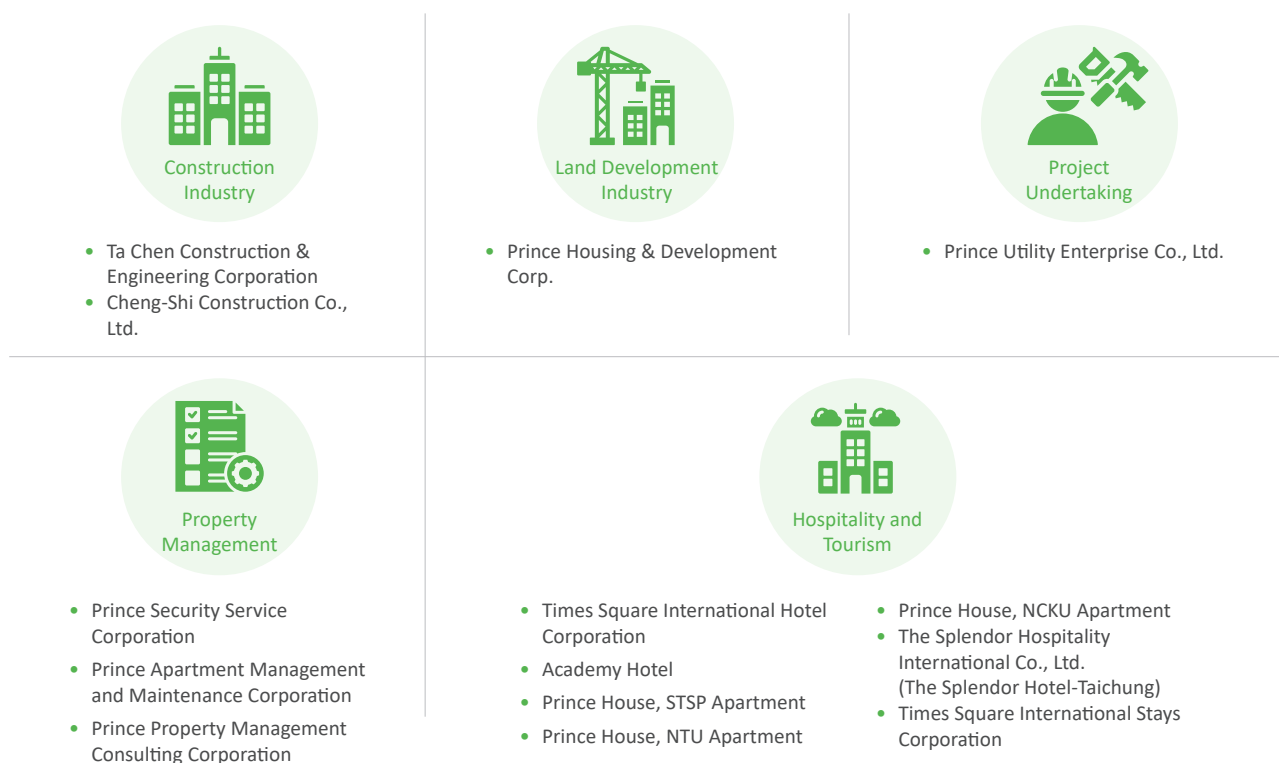 Construction
Industry
• Ta Chen Construction &
Engineering Corporation
• Cheng-Shi Construction Co.,
Ltd.
Land Development
Industry
• Prince Housing & Development
Corp.
Project
Undertaking
• Prince Utility Enterprise Co., Ltd.
Property
Management
• Prince Security Service
Corporation
• Prince Apartment Management
and Maintenance Corporation
• Prince Property Management
Consulting Corporation
Hospitality and
Tourism
• Times Square International Hotel
Corporation
• Academy Hotel
• Prince House, STSP Apartment
• Prince House, NTU Apartment
• Prince House, NCKU Apartment
• The Splendor Hospitality
International Co., Ltd.
(The Splendor Hotel-Taichung)
• Times Square International Stays
Corporation